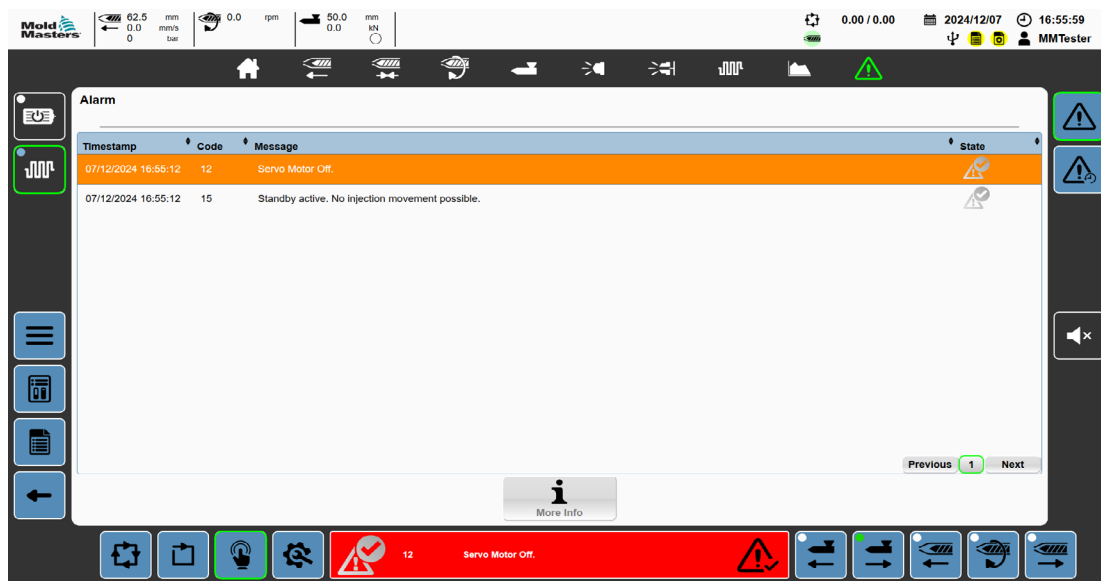 Mold Masters
62.5 mm
0.0 mm/s
0 bar
0.0 rpm
50.0 mm
0.0 kN
0.00 / 0.00
2024/12/07
16:55:59
MMTester
Alarm
Timestamp Code Message State
07/12/2024 16:55:12 12 Servo Motor Off.
07/12/2024 16:55:12 15 Standby active. No injection movement possible.
Previous 1 Next
More Info
12 Servo Motor Off.